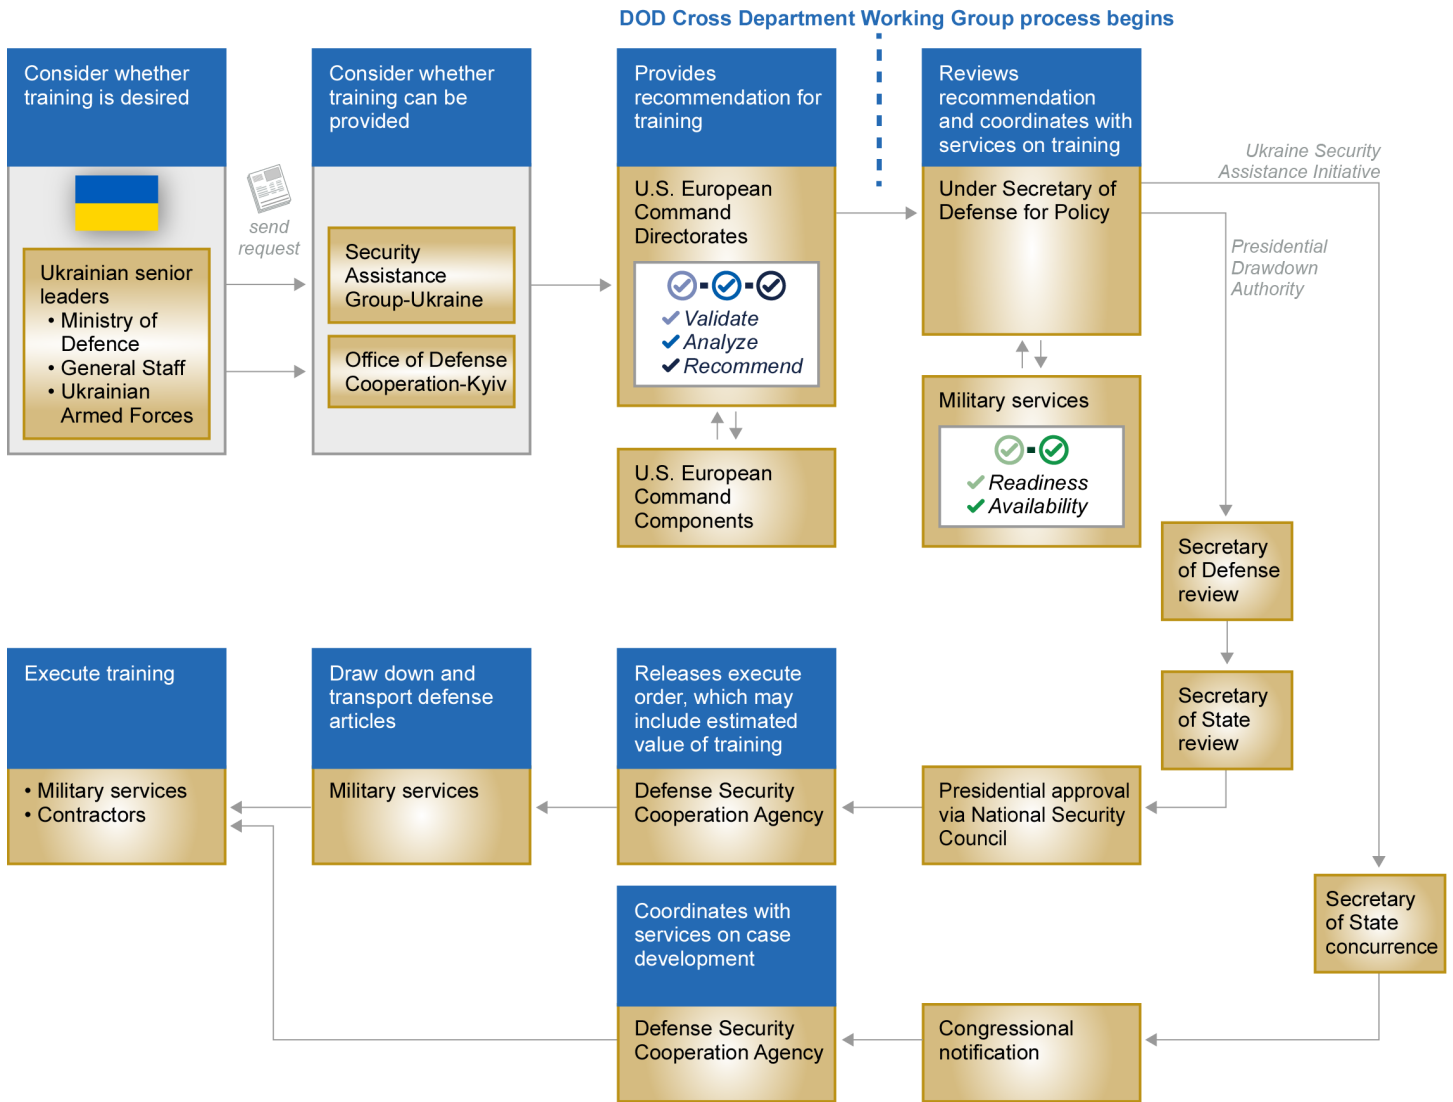 DOD Cross Department Working Group process begins
Consider whether
training is desired
Ukrainian senior
leaders
• Ministry of
Defence
• General Staff
• Ukrainian
Armed Forces
send
request
Consider whether
training can be
provided
Security
Assistance
Group-Ukraine
Office of Defense
Cooperation-Kyiv
Provides
recommendation for
training
U.S. European
Command
Directorates
Validate
Analyze
Recommend
U.S. European
Command
Components
Reviews
recommendation
and coordinates with
services on training
Under Secretary of
Defense for Policy
Military services
Readiness
Availability
Ukraine Security
Assistance Initiative
Presidential
Drawdown
Authority
Secretary
of Defense
review
Secretary
of State
review
Execute training
• Military services
• Contractors
Draw down and
transport defense
articles
Military services
Releases execute
order, which may
include estimated
value of training
Defense Security
Cooperation Agency
Presidential approval
via National Security
Council
Secretary
of State
concurrence
Coordinates with
services on case
development
Defense Security
Cooperation Agency
Congressional
notification